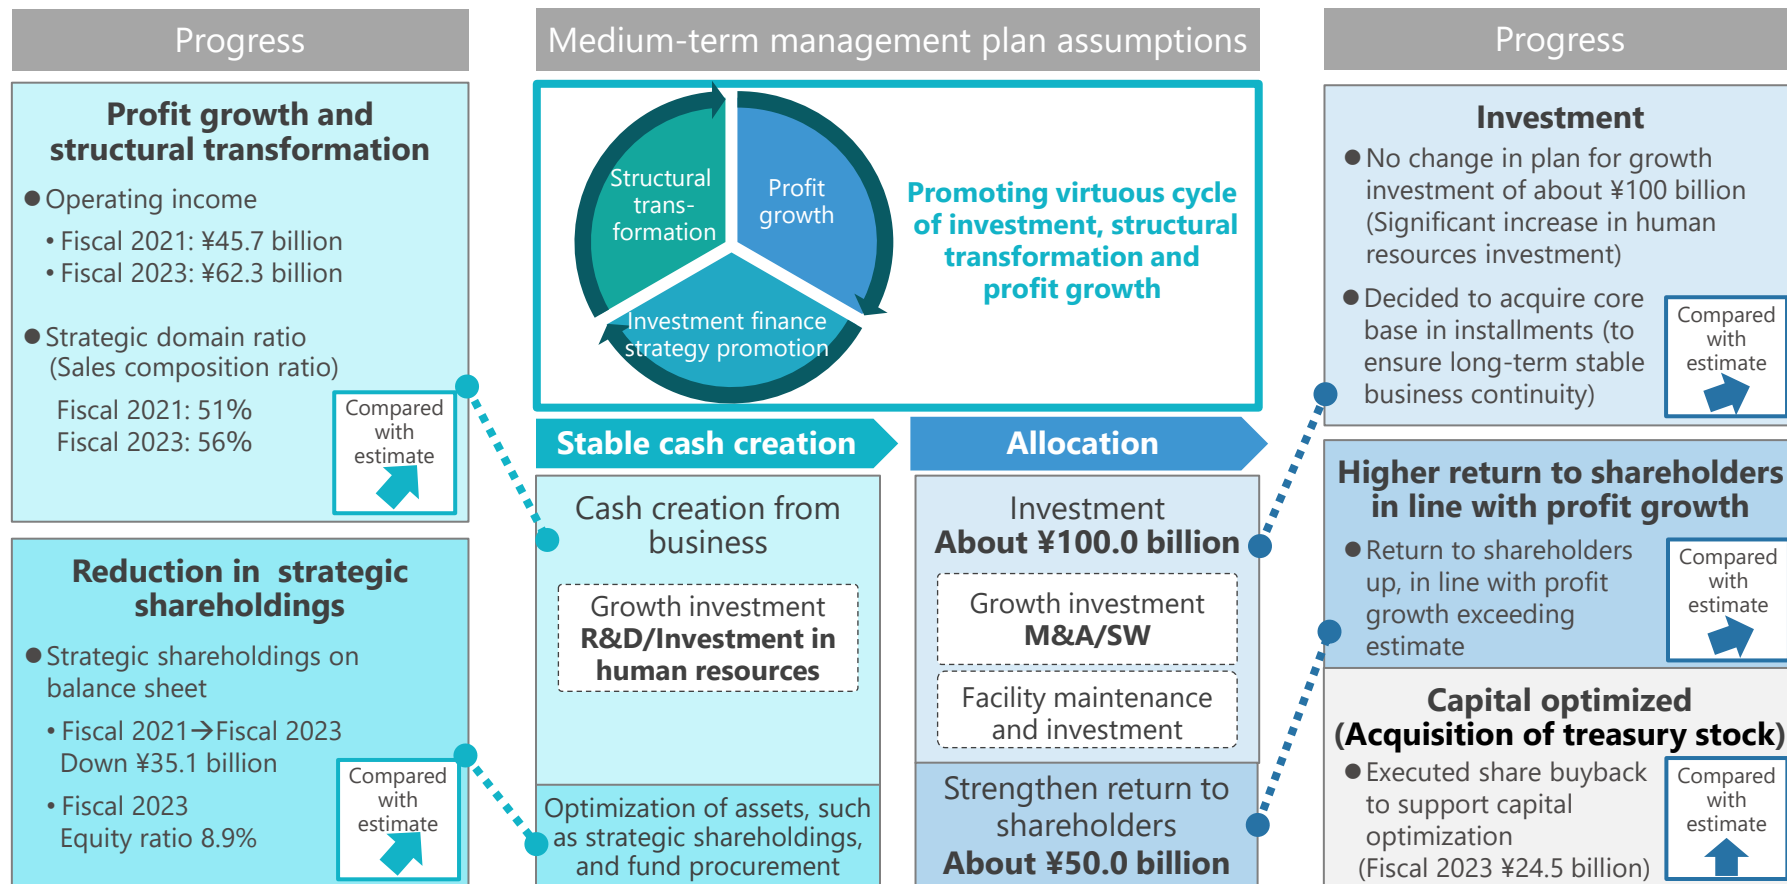 Progress
Profit growth and
structural transformation
● Operating income
• Fiscal 2021: ¥45.7 billion
• Fiscal 2023: ¥62.3 billion
● Strategic domain ratio
(Sales composition ratio)
Fiscal 2021: 51%
Fiscal 2023: 56%
Compared
with
estimate
Reduction in strategic
shareholdings
● Strategic shareholdings on
balance sheet
• Fiscal 2021→Fiscal 2023
Down ¥35.1 billion
• Fiscal 2023
Equity ratio 8.9%
Compared
with
estimate
Medium-term management plan assumptions
Structural
trans-
formation
Profit
growth
Investment finance
strategy promotion
Promoting virtuous cycle
of investment, structural
transformation and
profit growth
Stable cash creation
Cash creation from
business
Growth investment
R&D/Investment in
human resources
Optimization of assets, such
as strategic shareholdings,
and fund procurement
Allocation
Investment
About ¥100.0 billion
Growth investment
M&A/SW
Facility maintenance
and investment
Strengthen return to
shareholders
About ¥50.0 billion
Progress
Investment
● No change in plan for growth
investment of about ¥100 billion
(Significant increase in human
resources investment)
● Decided to acquire core
base in installments (to
ensure long-term stable
business continuity)
Compared
with
estimate
Higher return to shareholders
in line with profit growth
● Return to shareholders
up, in line with profit
growth exceeding
estimate
Compared
with
estimate
Capital optimized
(Acquisition of treasury stock)
● Executed share buyback
to support capital
optimization
(Fiscal 2023 ¥24.5 billion)
Compared
with
estimate